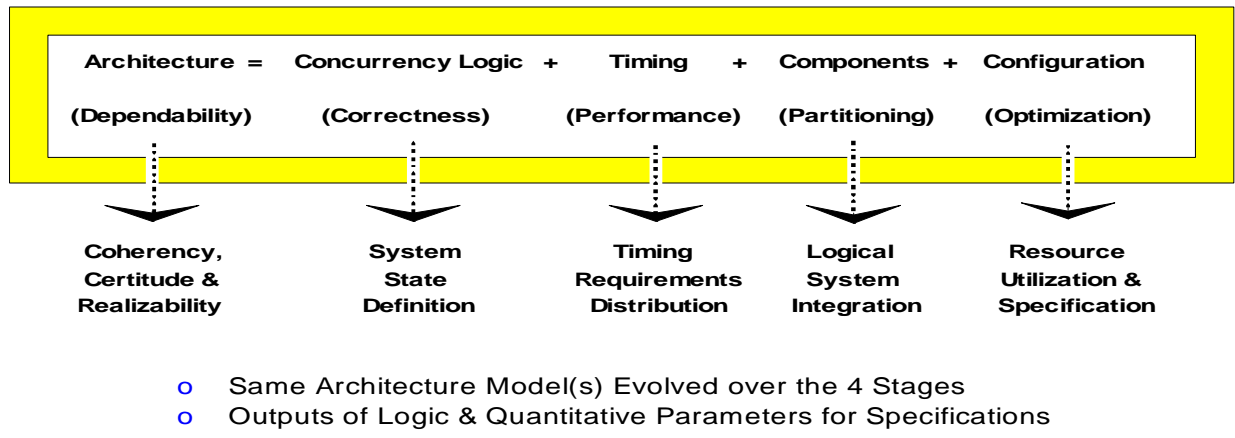 Architecture = Concurrency Logic + Timing + Components + Configuration
(Dependability) (Correctness) (Performance) (Partitioning) (Optimization)
Coherency, System Timing Logical Resource
Certitude & State Requirements System Utilization &
Realizability Definition Distribution Integration Specification
o Same Architecture Model(s) Evolved over the 4 Stages
o Outputs of Logic & Quantitative Parameters for Specifications